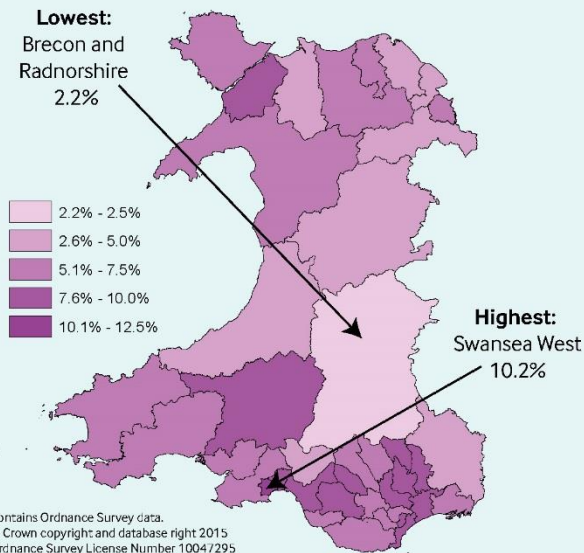 Lowest:
Brecon and
Radnorshire
2.2%
2.2% - 2.5%
2.6% - 5.0%
5.1% - 7.5%
7.6% - 10.0%
10.1% - 12.5%
Highest:
Swansea West
10.2%
ontains Ordnance Survey data.
Crown copyright and database right 2015
rdnance Survey License Number 10047295